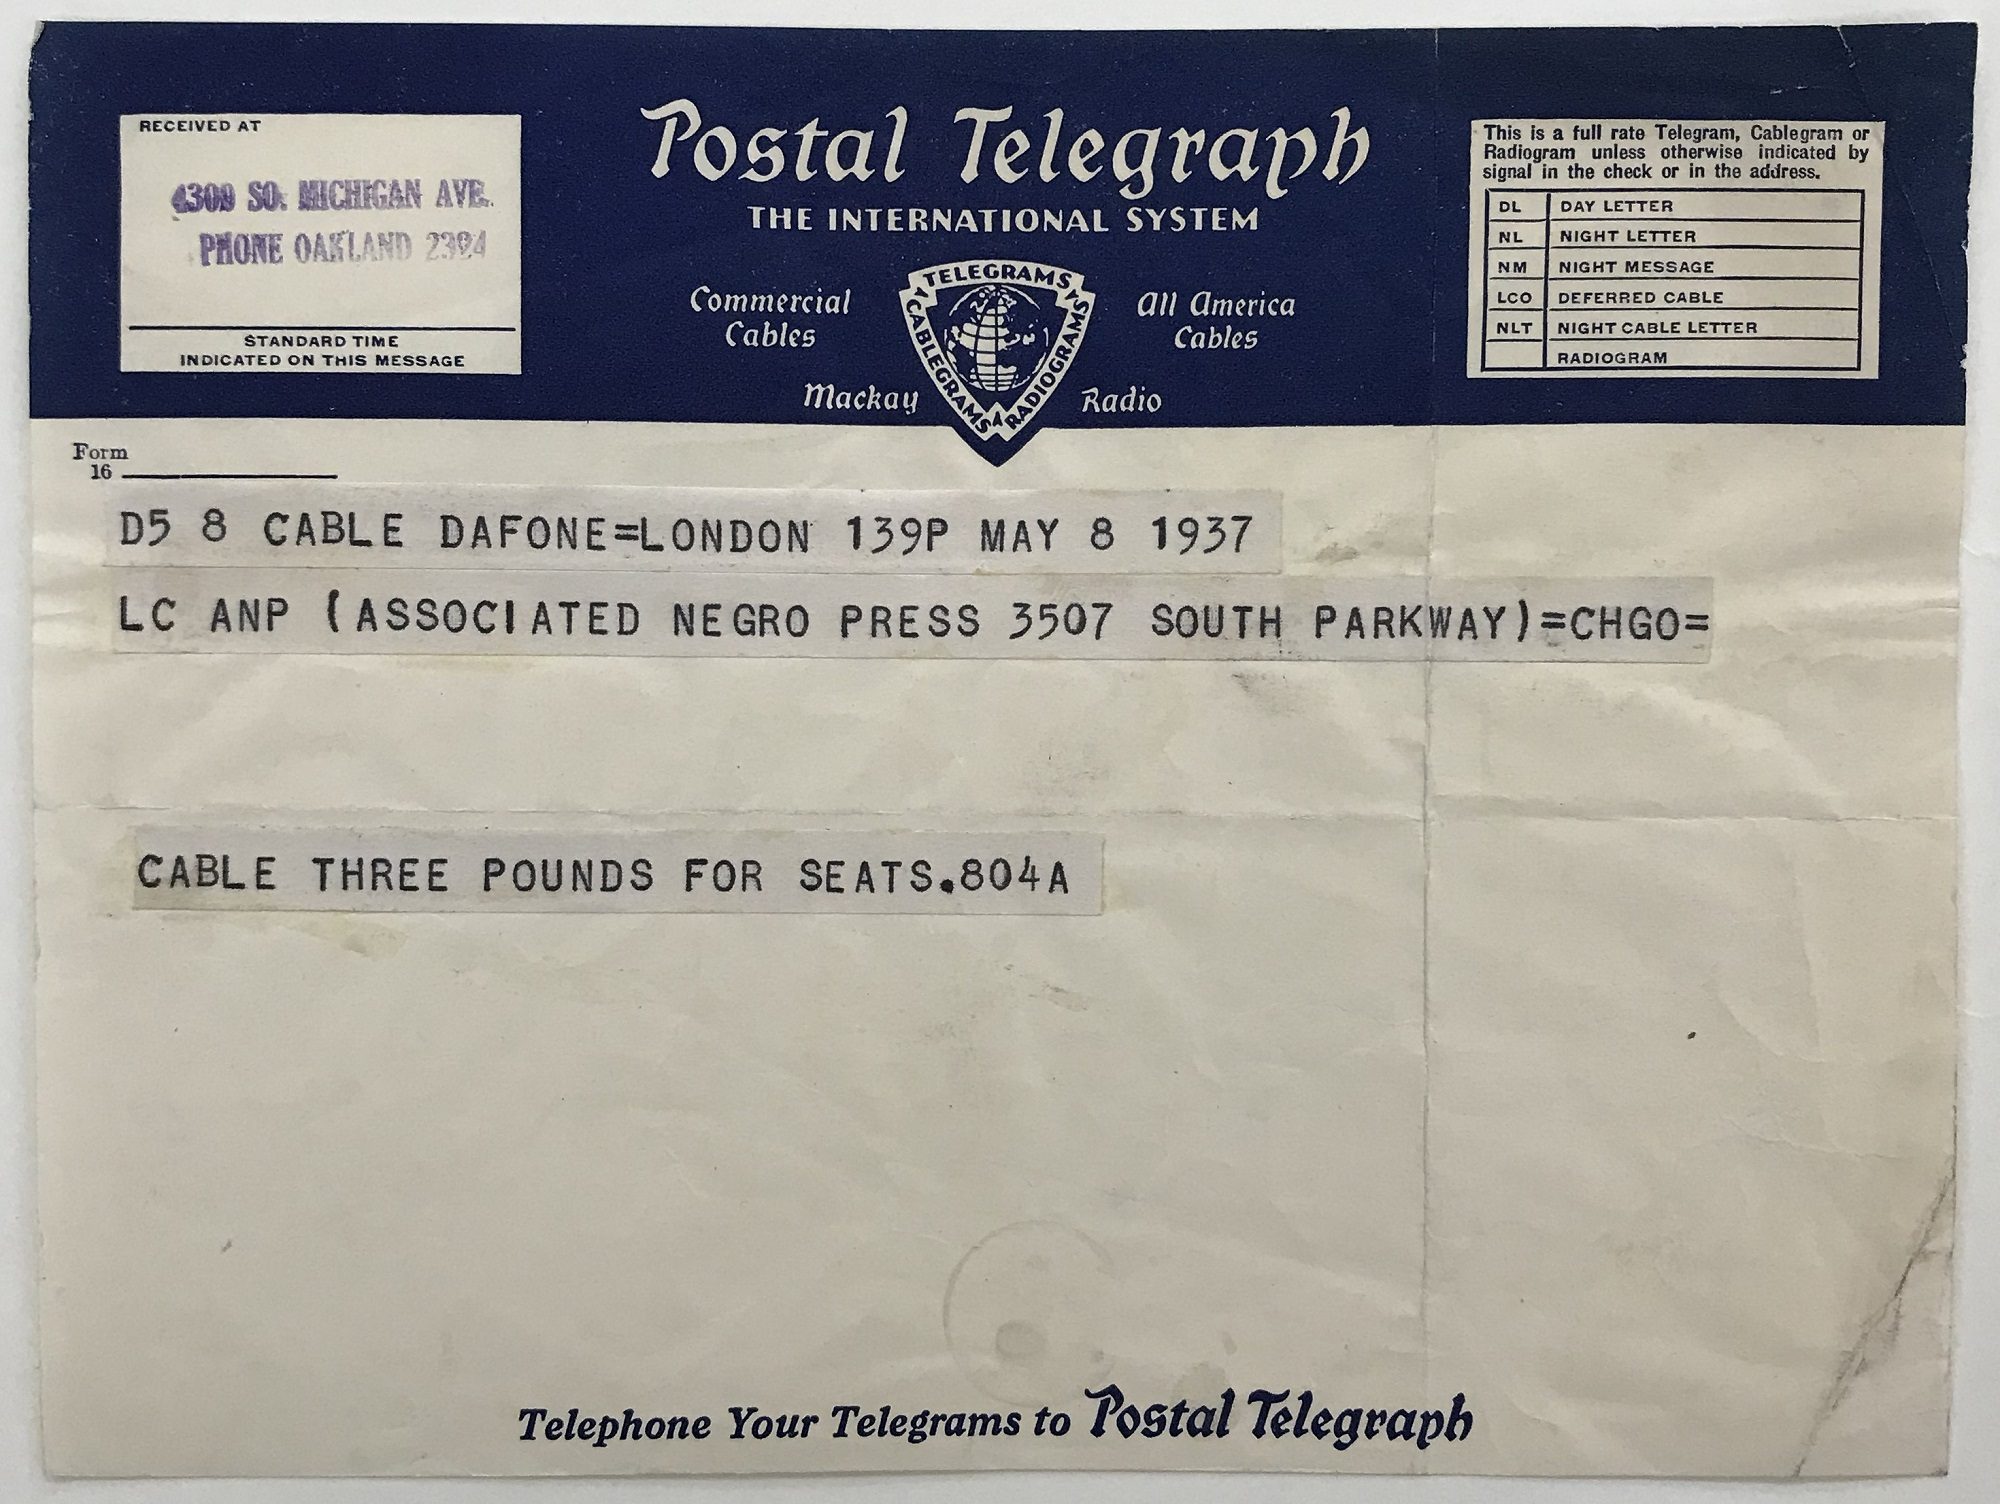 RECEIVED AT
4309 SO. MICHIGAN AVE.
PHONE OAKLAND 2394
STANDARD TIME
INDICATED ON THIS MESSAGE
Postal Telegraph
THE INTERNATIONAL SYSTEM
Commercial Cables
All America Cables
Mackay Radio
TELEGRAMS
CABLEGRAMS
RADIOGRAMS
This is a full rate Telegram, Cablegram or
Radiogram unless otherwise indicated by
signal in the check or in the address.
DL DAY LETTER
NL NIGHT LETTER
NM NIGHT MESSAGE
LCO DEFERRED CABLE
NLT NIGHT CABLE LETTER
RADIOGRAM
Form
16
D5 8 CABLE DAFONE=LONDON 139P MAY 8 1937
LC ANP (ASSOCIATED NEGRO PRESS 3507 SOUTH PARKWAY)=CHGO=
CABLE THREE POUNDS FOR SEATS.804A
Telephone Your Telegrams to Postal Telegraph